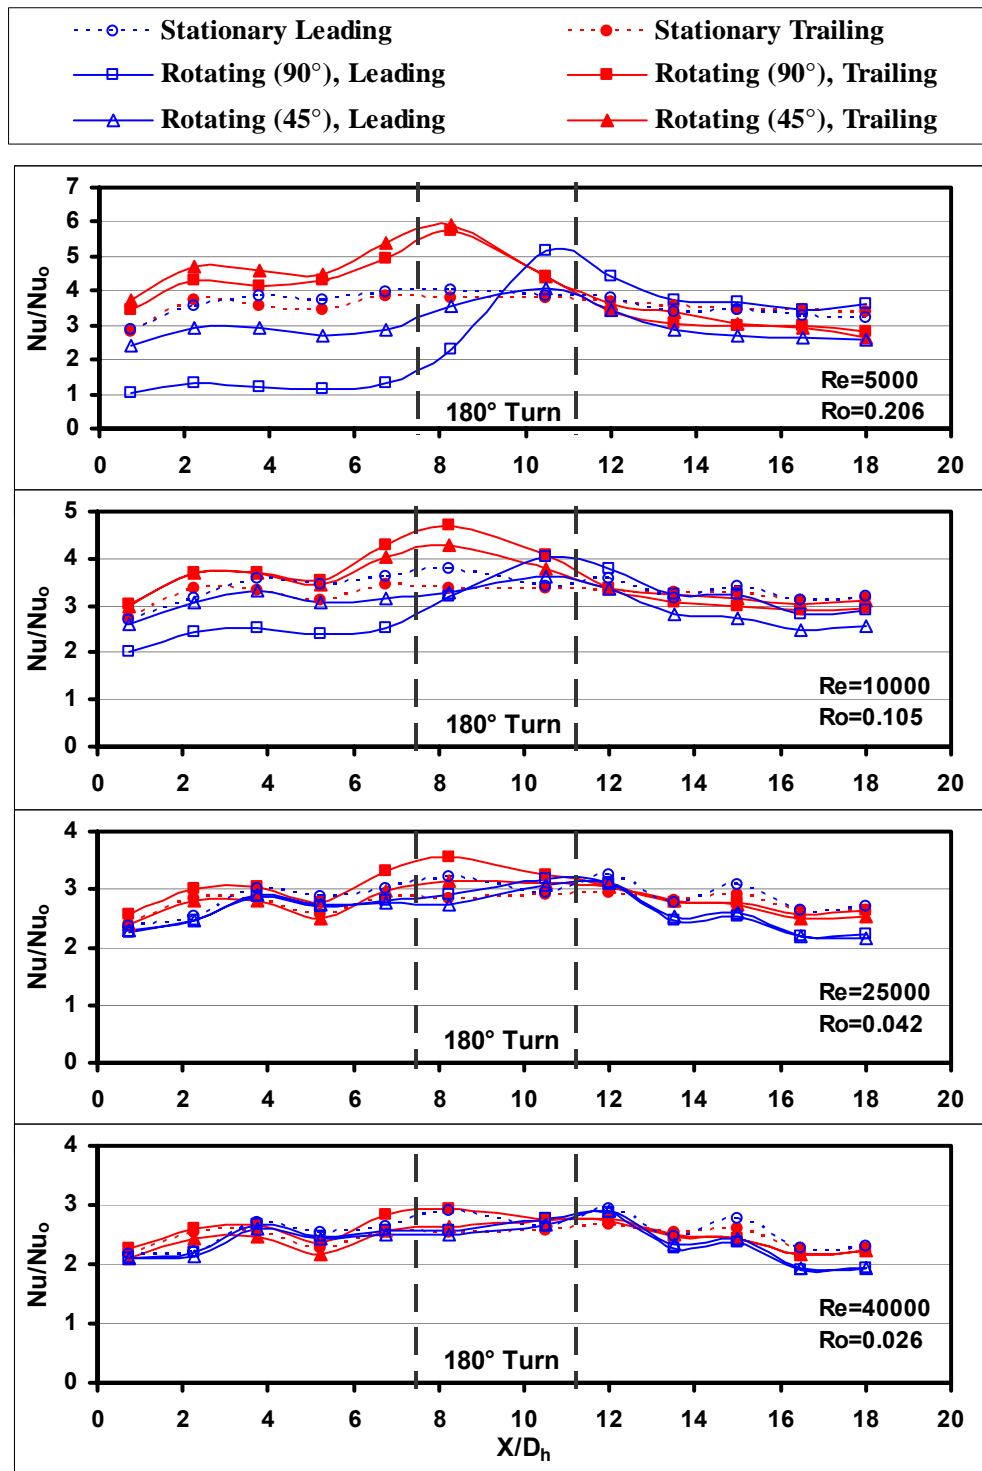 Stationary Leading
Stationary Trailing
Rotating (90°), Leading
Rotating (90°), Trailing
Rotating (45°), Leading
Rotating (45°), Trailing
7
6
5
4
3
2
1
0
Nu/Nuₒ
Re=5000
Ro=0.206
180° Turn
0 2 4 6 8 10 12 14 16 18 20
5
4
3
2
1
0
Nu/Nuₒ
Re=10000
Ro=0.105
180° Turn
0 2 4 6 8 10 12 14 16 18 20
4
3
2
1
0
Nu/Nuₒ
Re=25000
Ro=0.042
180° Turn
0 2 4 6 8 10 12 14 16 18 20
4
3
2
1
0
Nu/Nuₒ
Re=40000
Ro=0.026
180° Turn
0 2 4 6 8 10 12 14 16 18 20
X/Dₕ